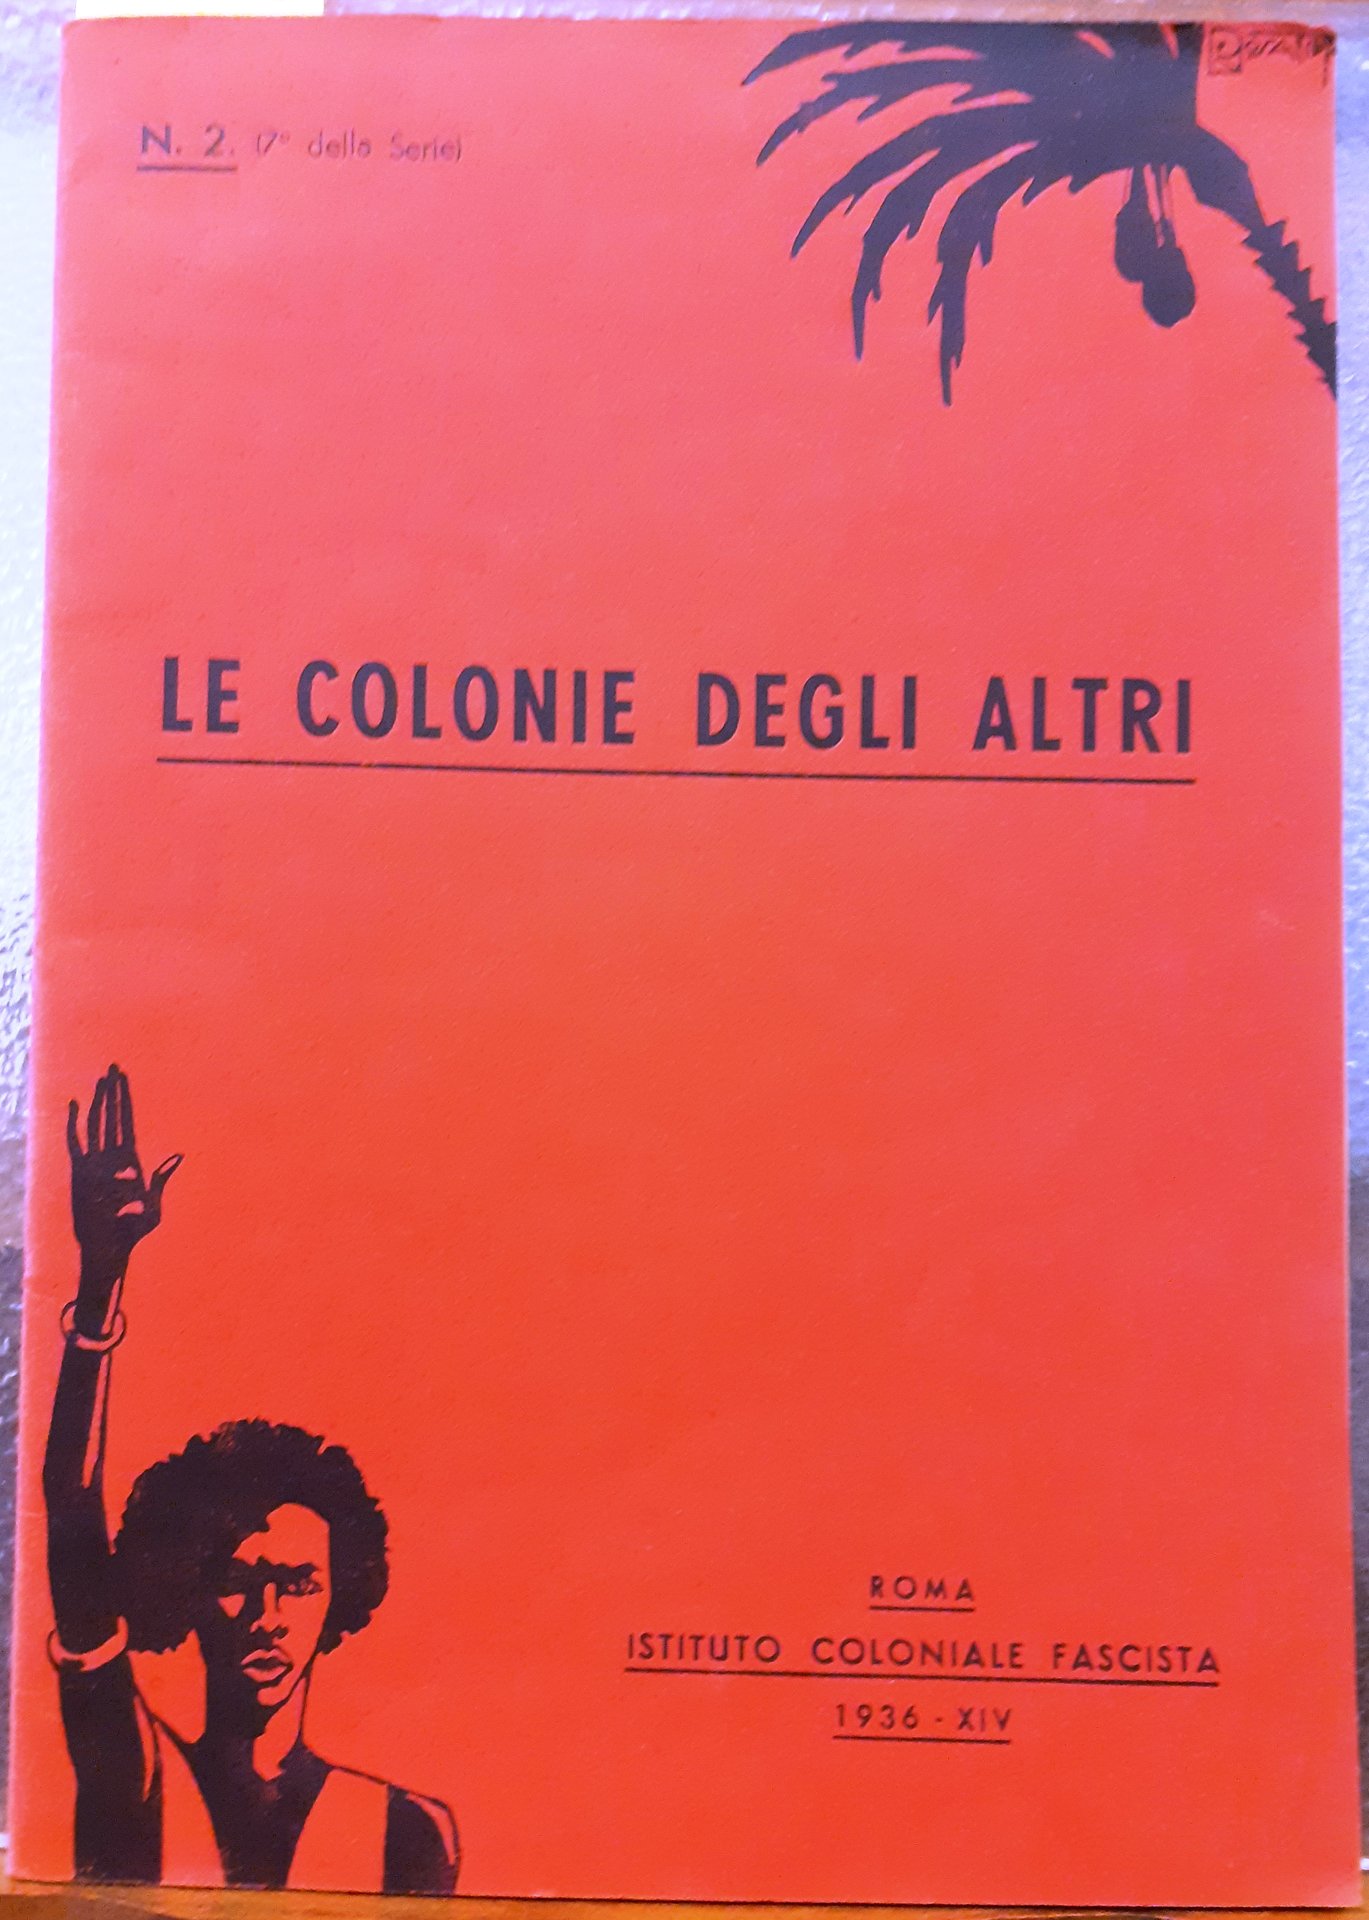 N. 2. (7° della Serie)
LE COLONIE DEGLI ALTRI
ROMA
ISTITUTO COLONIALE FASCISTA
1936 - XIV